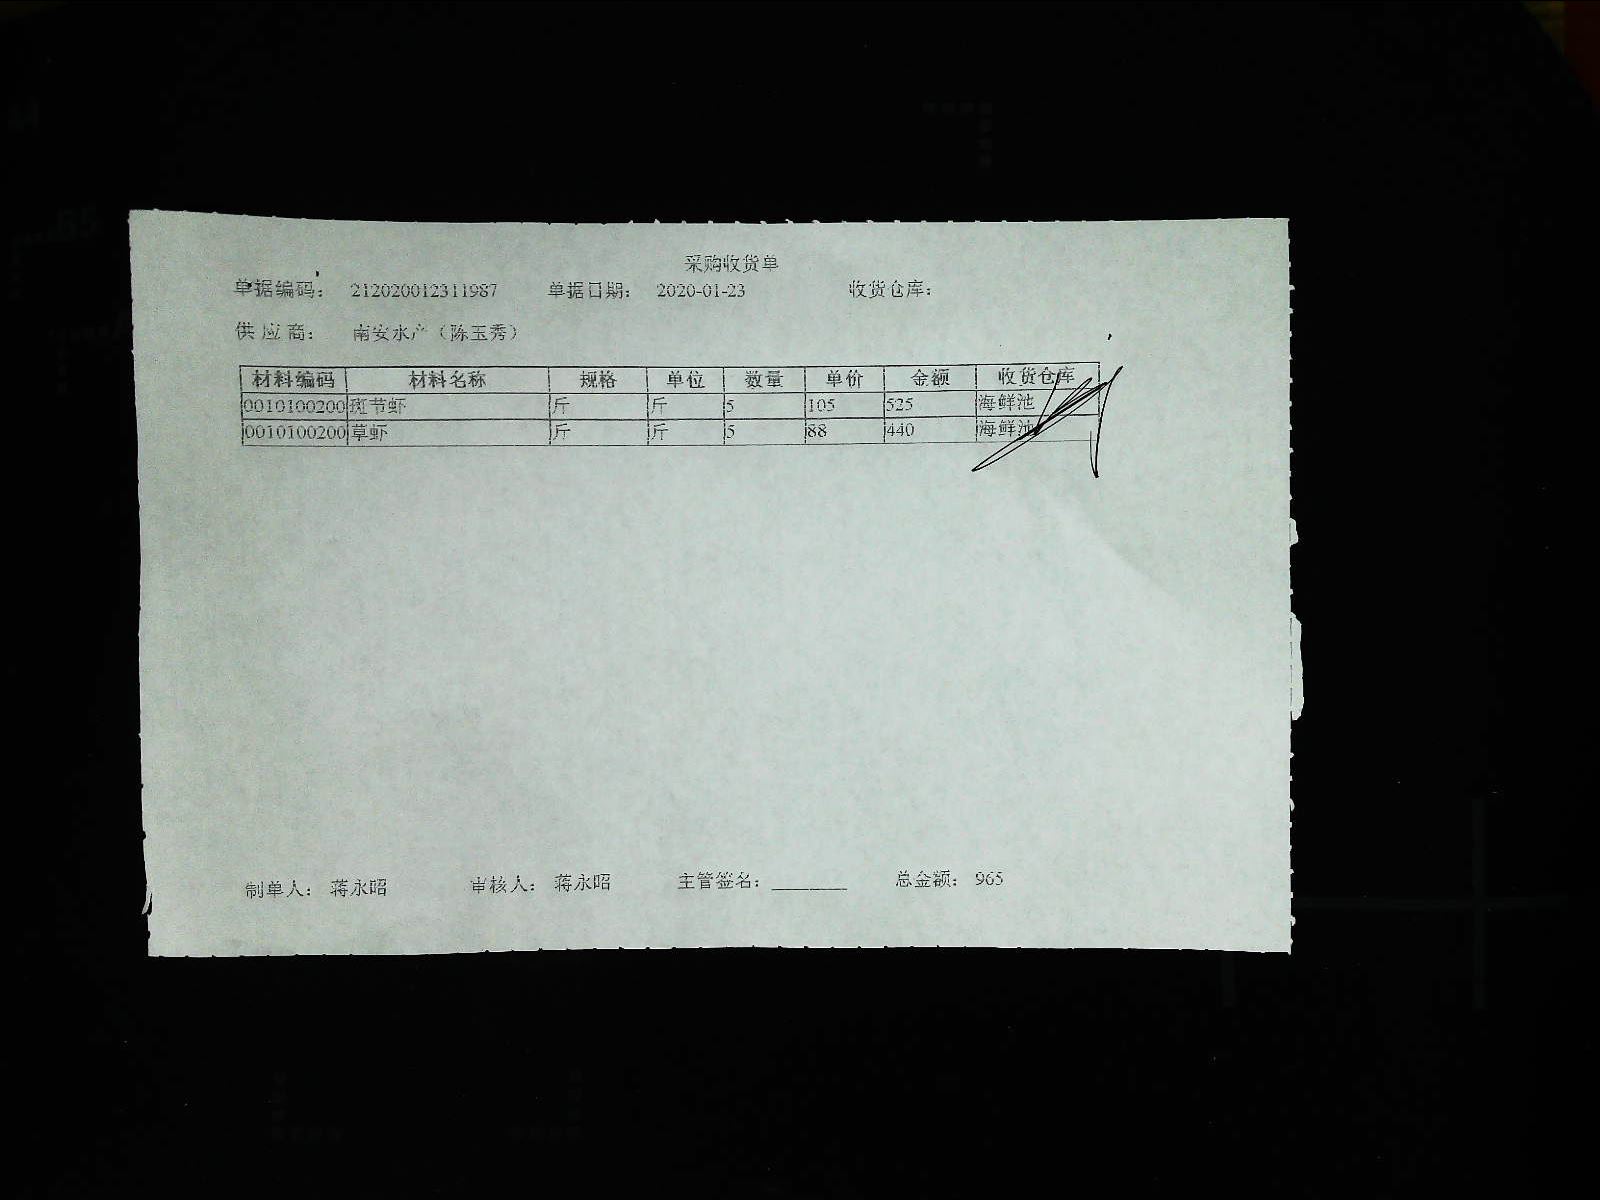 采购收货单
单据编码: 212020012311987 单据日期: 2020-01-23 收货仓库:
供 应 商: 南安水产（陈玉秀）
材料编码 材料名称 规格 单位 数量 单价 金额 收货仓库
0010100200 斑节虾 斤 斤 5 105 525 海鲜池
0010100200 草虾 斤 斤 5 88 440 海鲜池
制单人: 蒋永昭 审核人: 蒋永昭 主管签名: ________ 总金额: 965